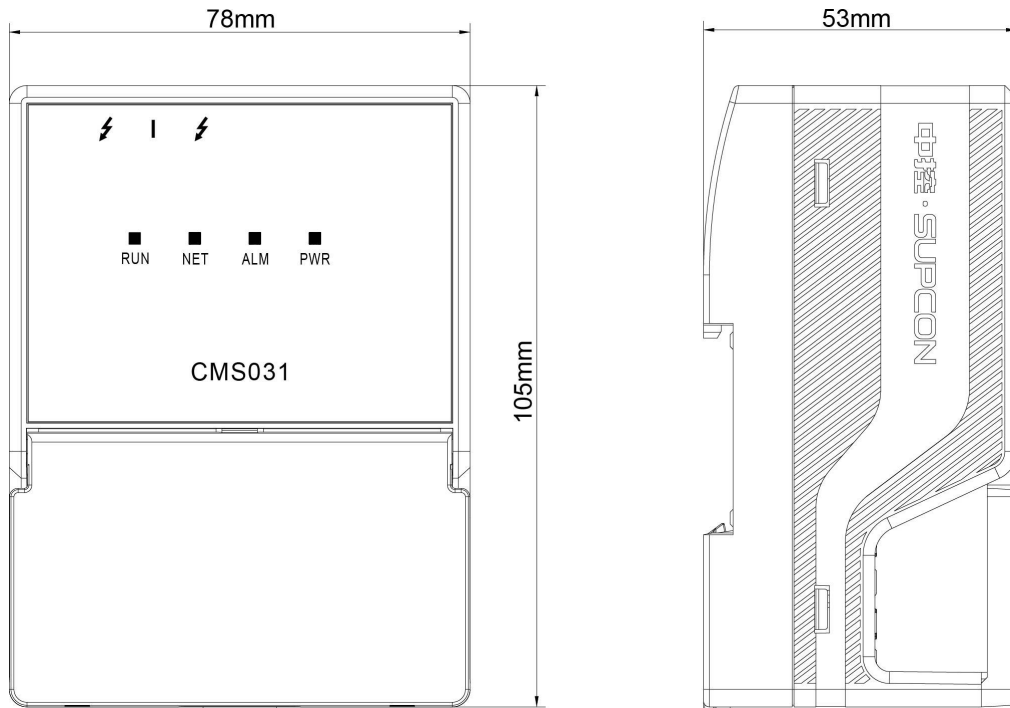 78mm
53mm
RUN NET ALM PWR
CMS031
105mm
中控·SUPCON